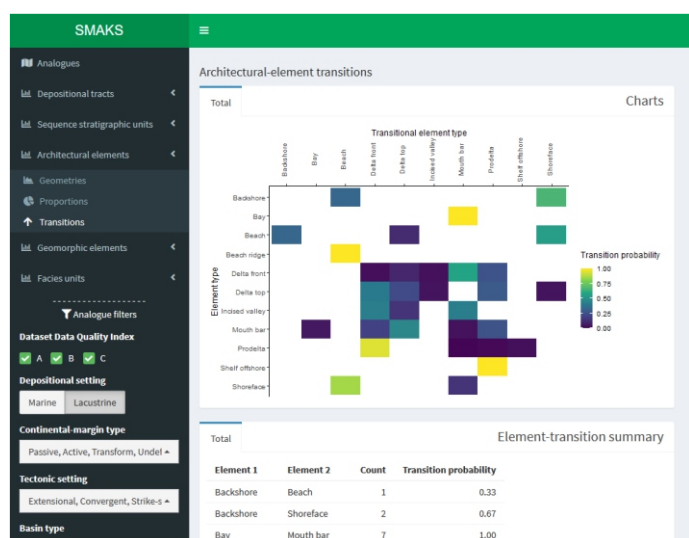 SMAKS
Analogues
Depositional tracts
Sequence stratigraphic units
Architectural elements
Geometries
Proportions
Transitions
Geomorphic elements
Facies units
Analogue filters
Dataset Data Quality Index
A B C
Depositional setting
Marine Lacustrine
Continental-margin type
Passive, Active, Transform, Undel
Tectonic setting
Extensional, Convergent, Strike-s
Basin type
Architectural-element transitions
Total Charts
Transitional element type
Backshore Bay Beach Delta front Delta top Incised valley Mouth bar Prodelta Shelf offshore Shoreface
Element type
Backshore
Bay
Beach
Beach ridge
Delta front
Delta top
Incised valley
Mouth bar
Prodelta
Shelf offshore
Shoreface
Transition probability
1.00
0.75
0.50
0.25
0.00
Total Element-transition summary
Element 1 Element 2 Count Transition probability
Backshore Beach 1 0.33
Backshore Shoreface 2 0.67
Bay Mouth bar 7 1.00